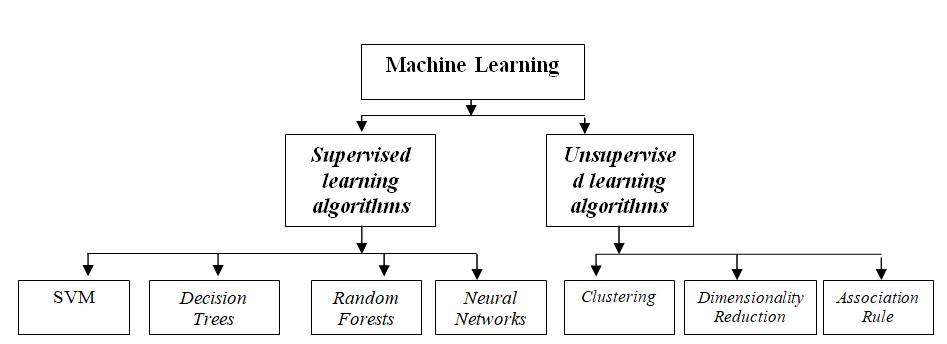 Machine Learning
Supervised
learning
algorithms
Unsupervise
d learning
algorithms
SVM
Decision
Trees
Random
Forests
Neural
Networks
Clustering
Dimensionality
Reduction
Association
Rule